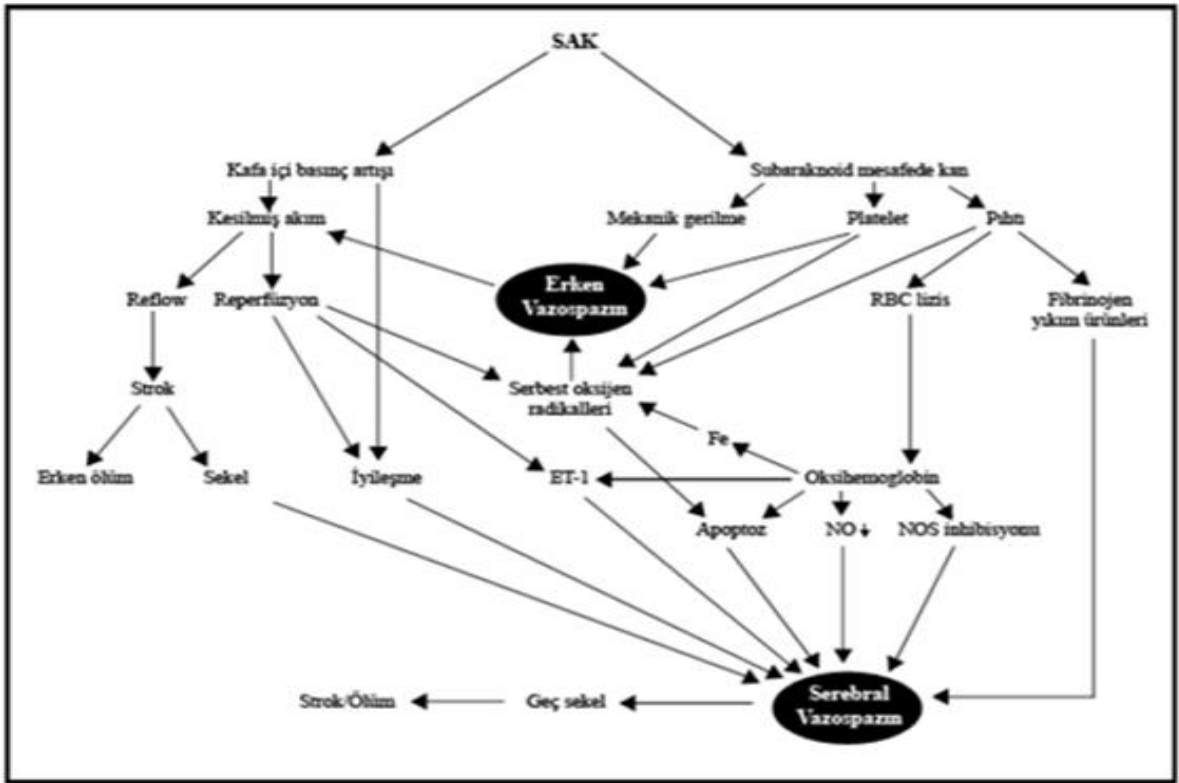 SAK
Kafa içi basınç artışı
Subaraknoid mesafede kan
Kesilmiş akım
Mekanik gerilme
Platelet
Pıhtı
Erken
Vazospazm
Reflow
Reperfüzyon
RBC lizis
Fibrinojen
yıkım ürünleri
Strok
Serbest oksijen
radikalleri
Fe
Erken ölüm
Sekel
İyileşme
ET-1
Oksihemoglobin
Apoptoz
NO ↓
NOS inhibisyonu
Strok/Ölüm
Geç sekel
Serebral
Vazospazm